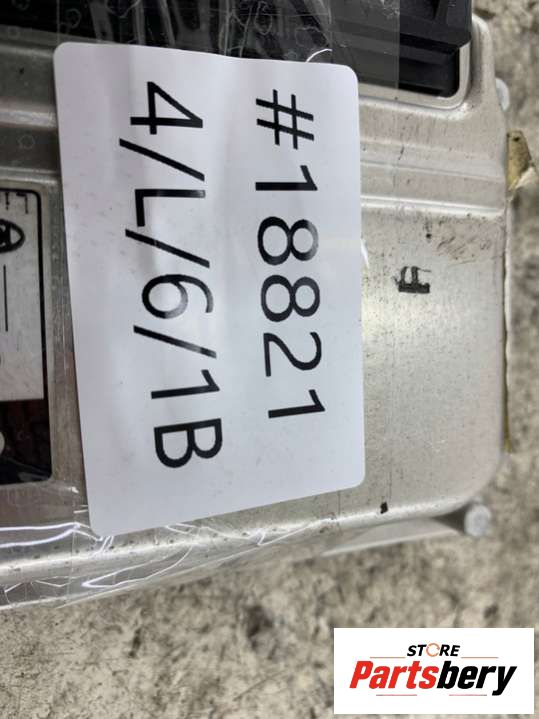 #18821
4/L/6/1B
F
STORE
Partsbery